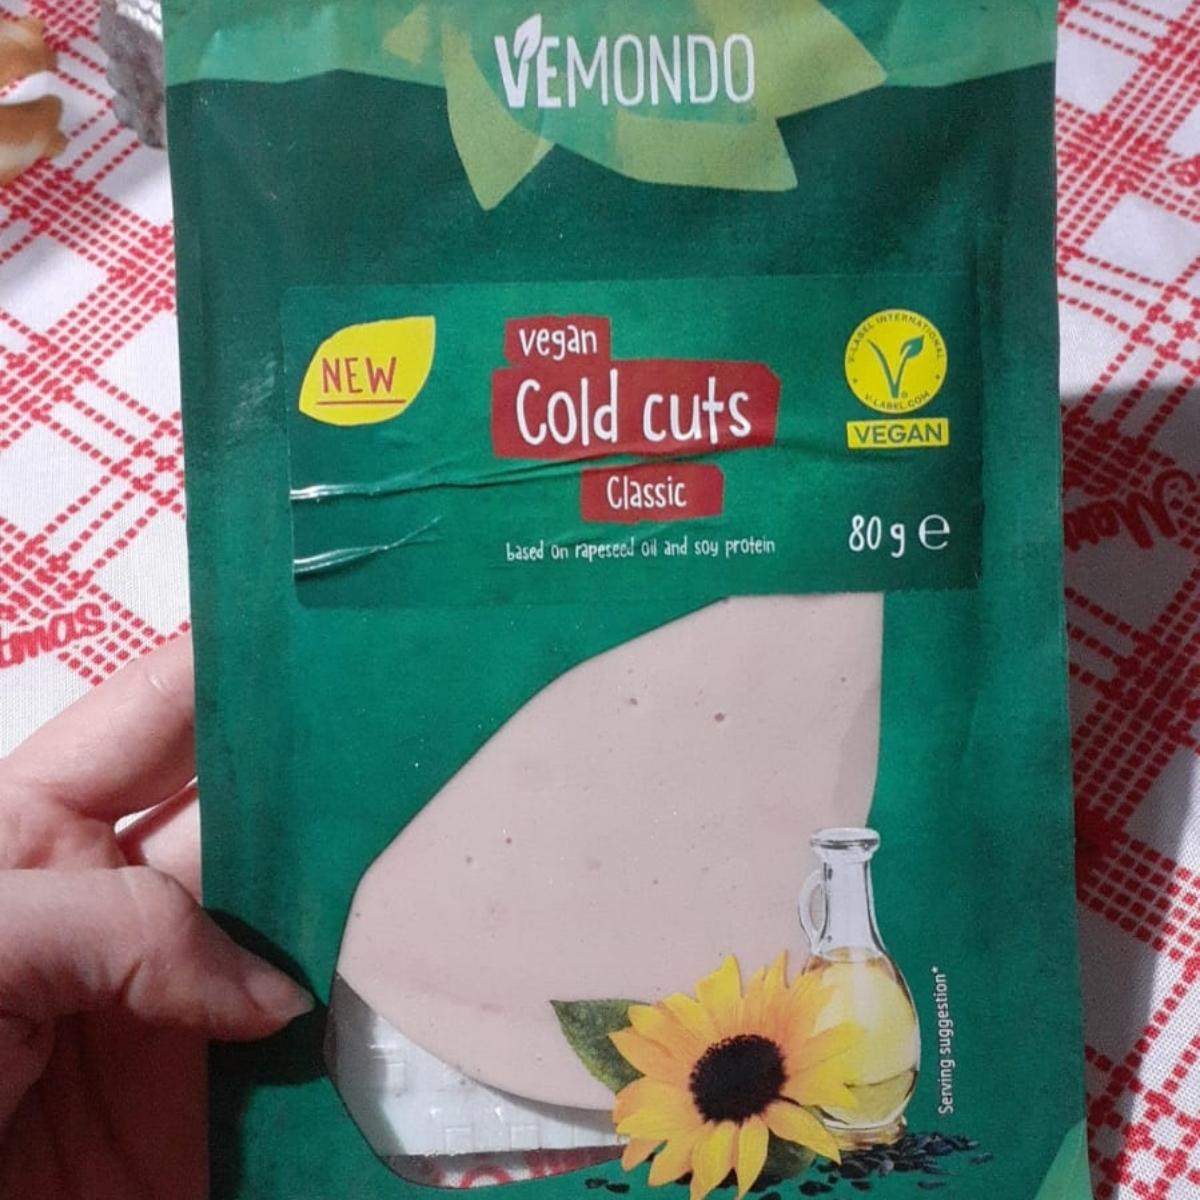 VEMONDO
NEW
vegan
Cold cuts
Classic
based on rapeseed oil and soy protein
V-LABEL INTERNATIONAL
V-LABEL.COM
VEGAN
80 g ℮
Serving suggestion*